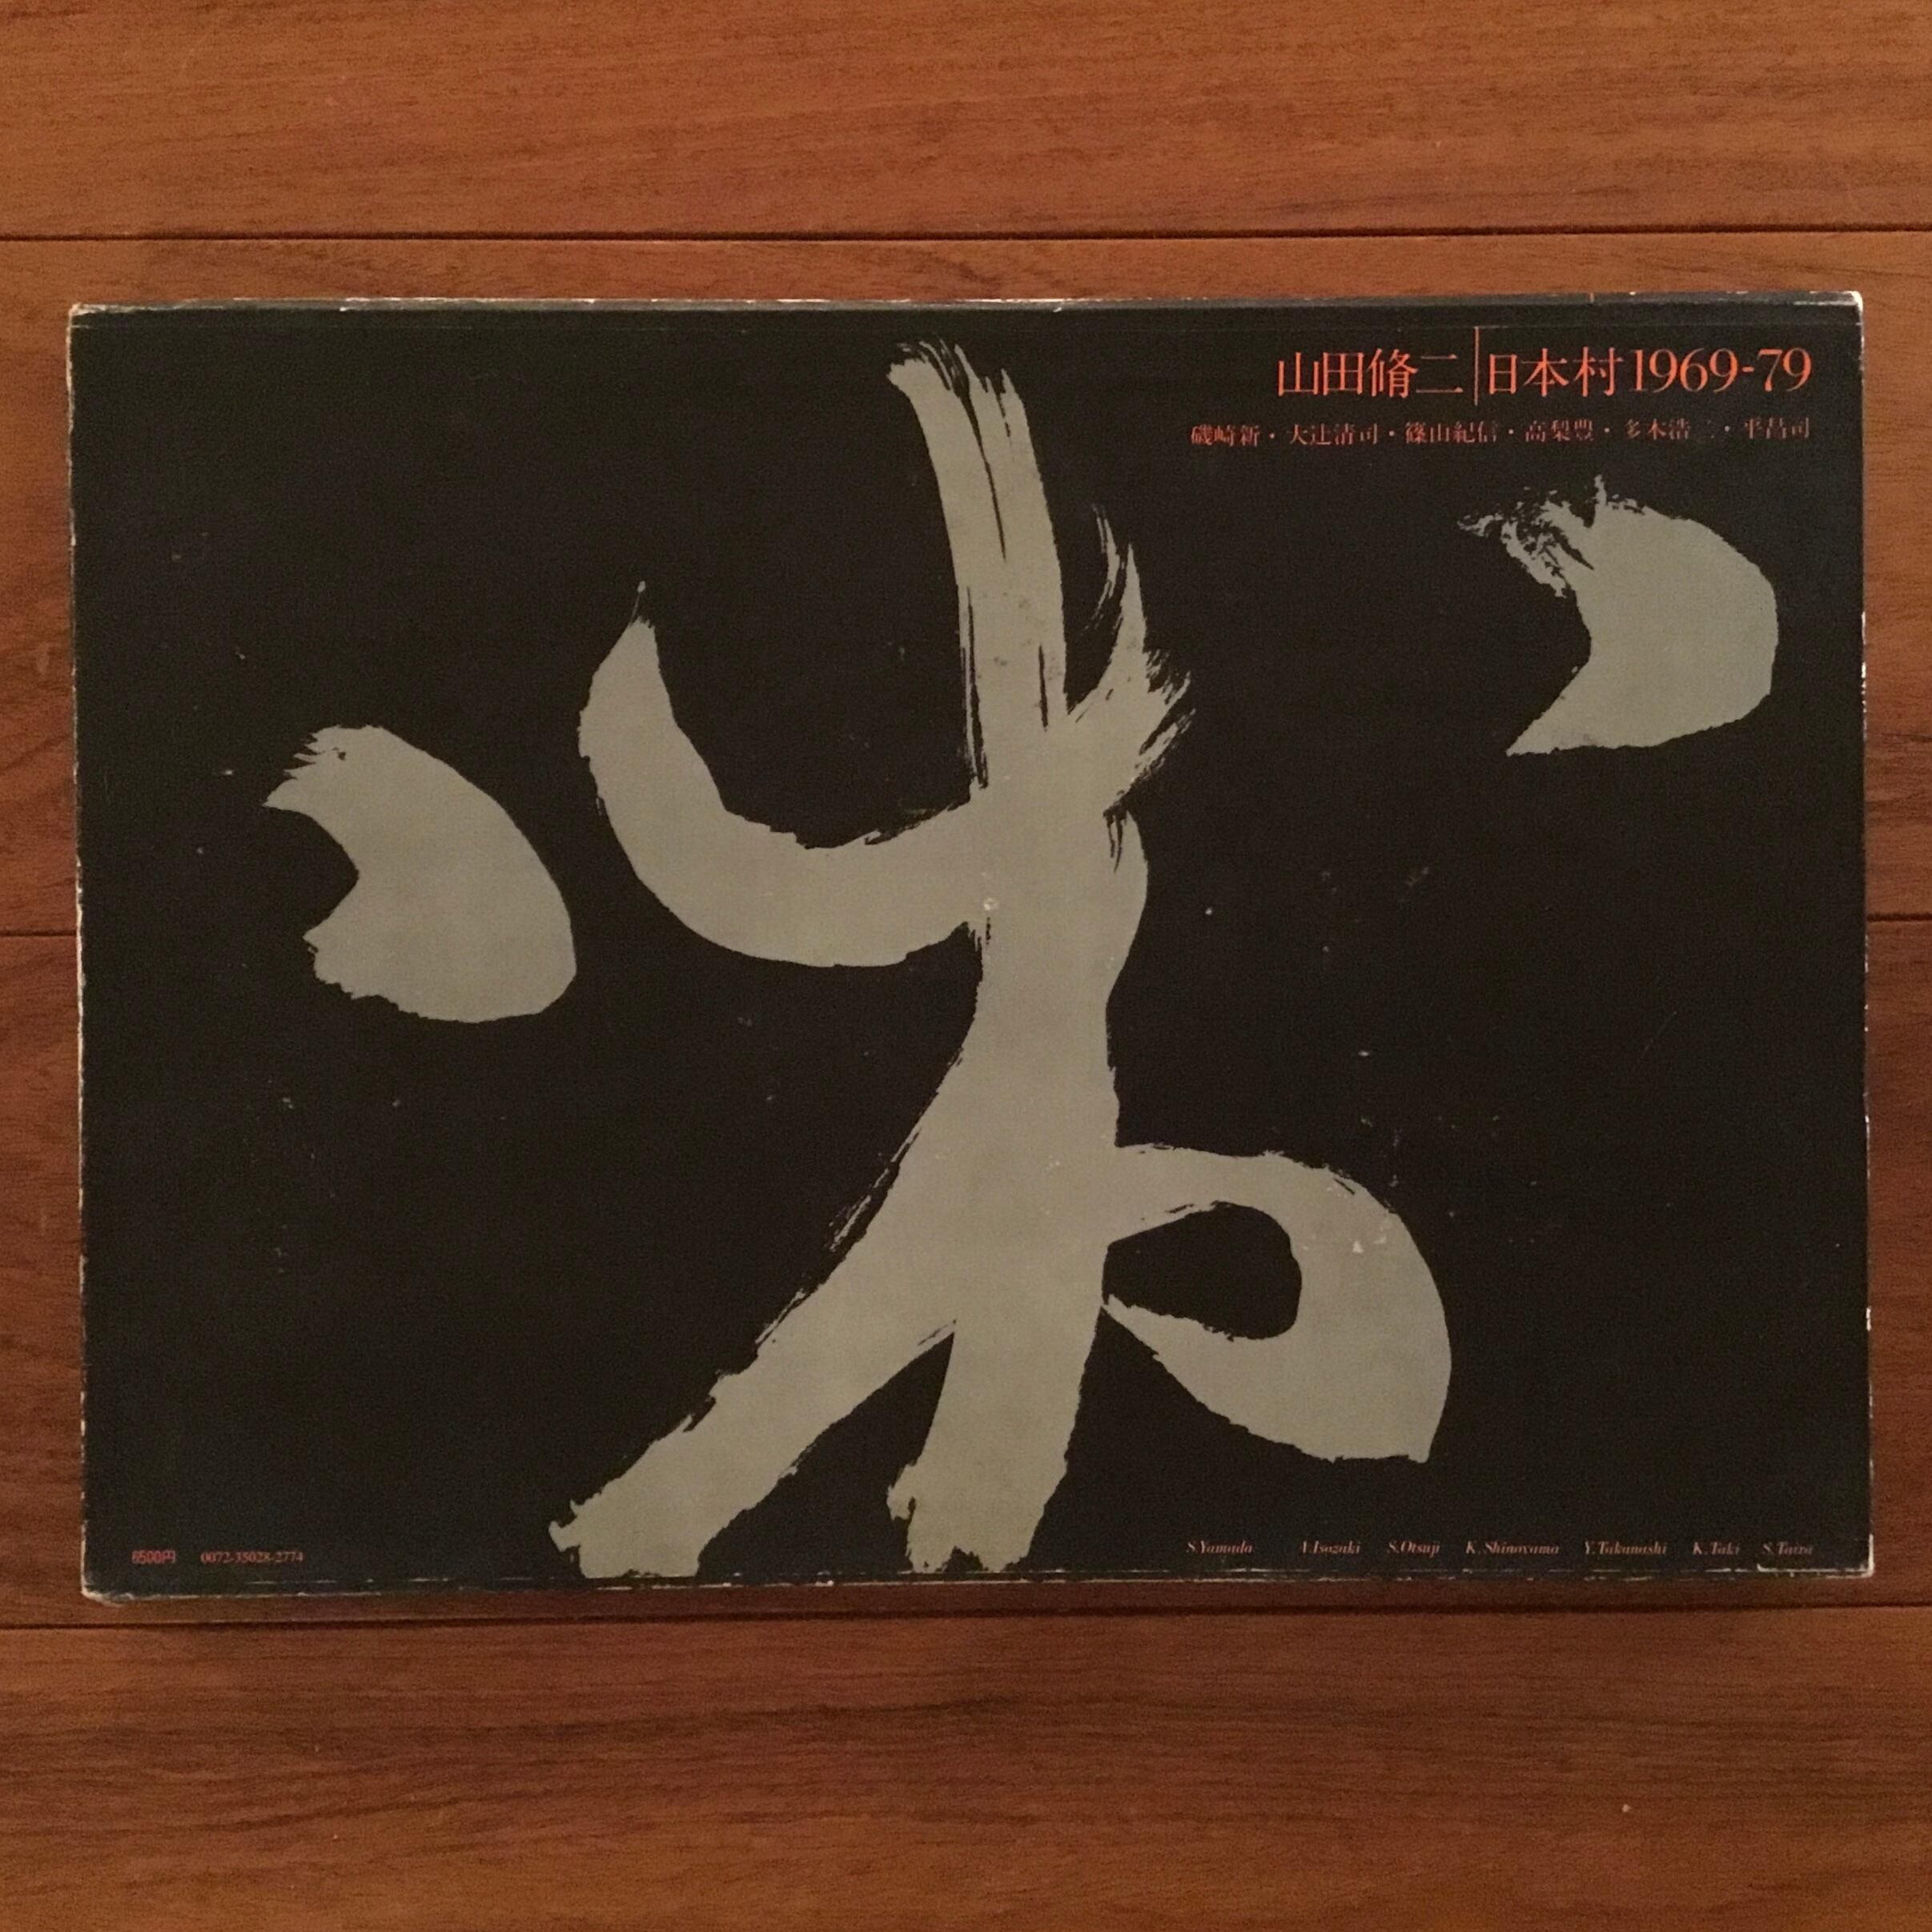 山田脩二|日本村1969-79
磯崎新・大辻清司・篠山紀信・高梨豊・多木浩二・平昌司
米
6500円 0072-35028-2774
S.Yamada A.Isozaki S.Otsuji K.Shinoyama Y.Takanashi K.Taki S.Taira